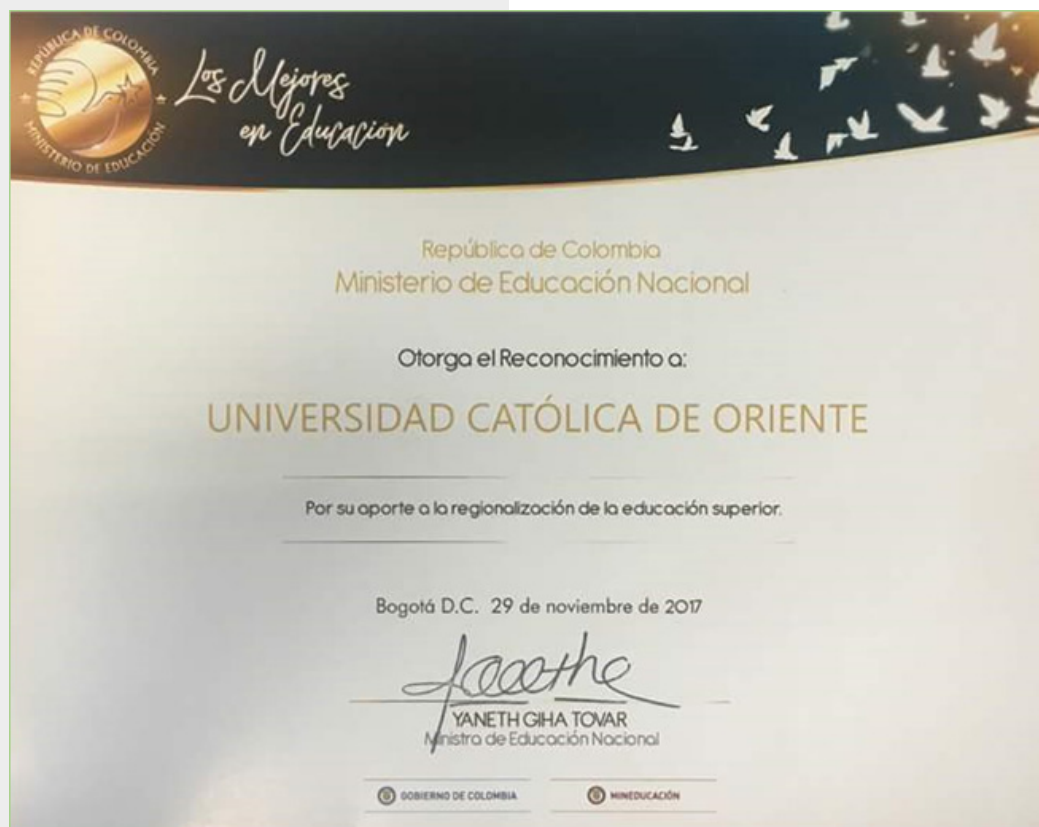 REPÚBLICA DE COLOMBIA
MINISTERIO DE EDUCACIÓN
Los Mejores
en Educación
República de Colombia
Ministerio de Educación Nacional
Otorga el Reconocimiento a:
UNIVERSIDAD CATÓLICA DE ORIENTE
Por su aporte a la regionalización de la educación superior.
Bogotá D.C. 29 de noviembre de 2017
YANETH GIHA TOVAR
Ministra de Educación Nacional
GOBIERNO DE COLOMBIA MINEDUCACIÓN